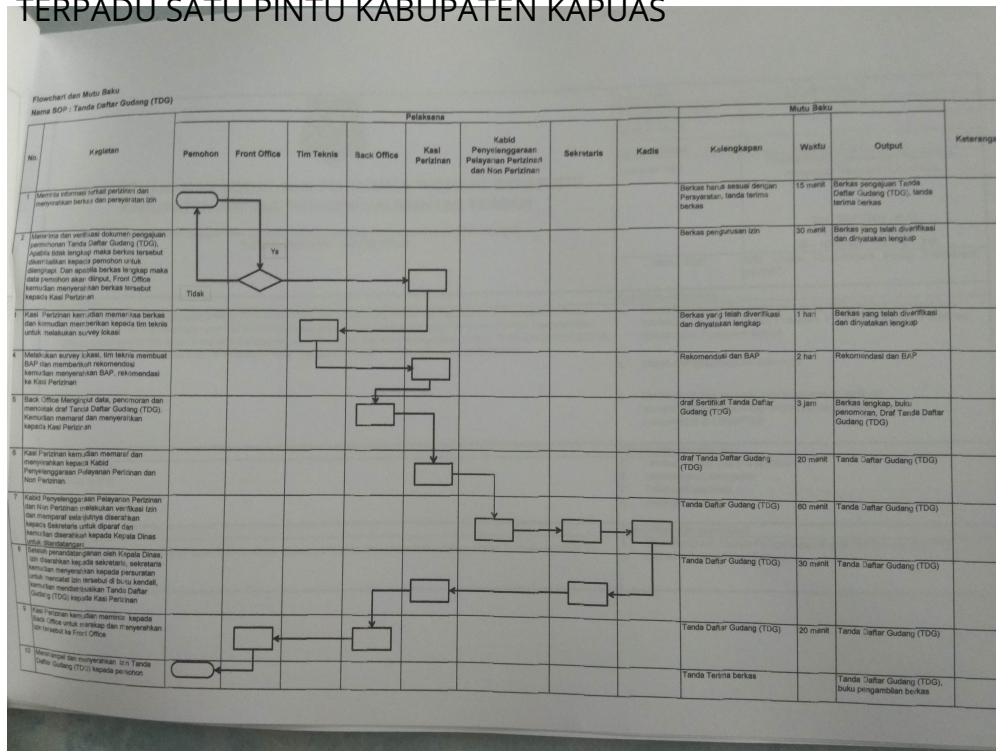 TERPADU SATU PINTU KABUPATEN KAPUAS
Flowchart dan Mutu Baku
Nama SOP : Tanda Daftar Gudang (TDG)
Pelaksana
Mutu Baku
No.
Kegiatan
Pemohon
Front Office
Tim Teknis
Back Office
Kasi
Perizinan
Kabid
Penyelenggaraan
Pelayanan Perizinan
dan Non Perizinan
Sekretaris
Kadis
Kelengkapan
Waktu
Output
1
Meminta informasi terkait perizinan dan
menyerahkan berkas dan persyaratan izin
Berkas harus sesuai dengan
Persyaratan, tanda terima
berkas
15 menit
Berkas pengajuan Tanda
Daftar Gudang (TDG), tanda
terima berkas
2
Menerima dan verifikasi dokumen pengajuan
permohonan Tanda Daftar Gudang (TDG),
Apabila tidak lengkap maka berkas tersebut
dikembalikan kepada pemohon untuk
dilengkapi. Dan apabila berkas lengkap maka
data pemohon akan diinput, Front Office
kemudian menyerahkan berkas tersebut
kepada Kasi Perizinan
Ya
Tidak
Berkas pengurusan izin
30 menit
Berkas yang telah diverifikasi
dan dinyatakan lengkap
Kasi Perizinan kemudian memeriksa berkas
dan kemudian memberikan kepada tim teknis
untuk melakukan survey lokasi
Berkas yang telah diverifikasi
dan dinyatakan lengkap
1 hari
Berkas yang telah diverifikasi
dan dinyatakan lengkap
4
Melakukan survey lokasi, tim teknis membuat
BAP dan memberikan rekomendasi
kemudian menyerahkan BAP, rekomendasi
ke Kasi Perizinan
Rekomendasi dan BAP
2 hari
Rekomendasi dan BAP
5
Back Office Menginput data, penomoran dan
mencetak draf Tanda Daftar Gudang (TDG).
Kemudian memaraf dan menyerahkan
kepada Kasi Perizinan
draf Sertifikat Tanda Daftar
Gudang (TDG)
3 jam
Berkas lengkap, buku
penomoran, Draf Tanda Daftar
Gudang (TDG)
6
Kasi Perizinan kemudian memaraf dan
menyerahkan kepada Kabid
Penyelenggaraan Pelayanan Perizinan dan
Non Perizinan
draf Tanda Daftar Gudang
(TDG)
20 menit
Tanda Daftar Gudang (TDG)
7
Kabid Penyelenggaraan Pelayanan Perizinan
dan Non Perizinan melakukan verifikasi izin
dan memparaf selanjutnya diserahkan
kepada Sekretaris untuk diparaf dan
kemudian diserahkan kepada Kepala Dinas
untuk ditandatangani
Tanda Daftar Gudang (TDG)
60 menit
Tanda Daftar Gudang (TDG)
8
Setelah penandatanganan oleh Kepala Dinas,
izin diserahkan kepada sekretaris, sekretaris
kemudian menyerahkan kepada persuratan
untuk mencatat izin tersebut di buku kendali,
kemudian mendistribusikan Tanda Daftar
Gudang (TDG) kepada Kasi Perizinan
Tanda Daftar Gudang (TDG)
30 menit
Tanda Daftar Gudang (TDG)
9
Kasi Perizinan kemudian meminta kepada
Back Office untuk merekap dan menyerahkan
izin tersebut ke Front Office
Tanda Daftar Gudang (TDG)
20 menit
Tanda Daftar Gudang (TDG)
10
dan menyerahkan izin Tanda
Daftar Gudang (TDG) kepada pemohon
Tanda Terima berkas
Tanda Daftar Gudang (TDG),
buku pengambilan berkas